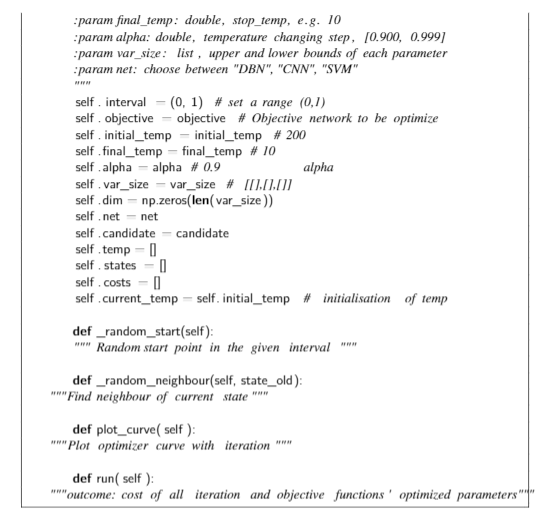 :param final_temp: double, stop_temp, e.g. 10
:param alpha: double, temperature changing step, [0.900, 0.999]
:param var_size: list , upper and lower bounds of each parameter
:param net: choose between "DBN", "CNN", "SVM"
"""
self . interval = (0, 1) # set a range (0,1)
self . objective = objective # Objective network to be optimize
self . initial_temp = initial_temp # 200
self .final_temp = final_temp # 10
self .alpha = alpha # 0.9 alpha
self .var_size = var_size # [[],[],[]]
self .dim = np.zeros(len( var_size ))
self .net = net
self .candidate = candidate
self .temp = []
self . states = []
self . costs = []
self .current_temp = self. initial_temp # initialisation of temp
def _random_start(self):
""" Random start point in the given interval """
def _random_neighbour(self, state_old ):
"""Find neighbour of current state """
def plot_curve( self ):
"""Plot optimizer curve with iteration """
def run( self ):
"""outcome: cost of all iteration and objective functions ' optimized parameters"""